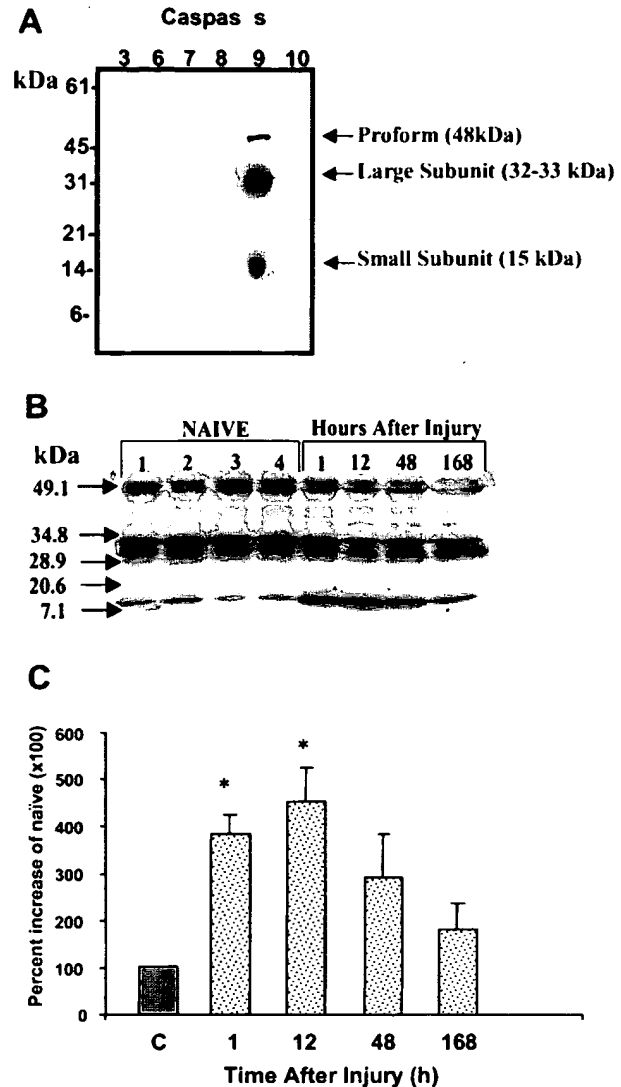 A
Caspas s
3 6 7 8 9 10
kDa
61-
45-
31-
21-
14-
6-
Proform (48kDa)
Large Subunit (32-33 kDa)
Small Subunit (15 kDa)
B
NAIVE Hours After Injury
kDa 1 2 3 4 1 12 48 168
49.1
34.8
28.9
20.6
7.1
C
Percent increase of naïve (x100)
600
500
400
300
200
100
0
* *
C 1 12 48 168
Time After Injury (h)